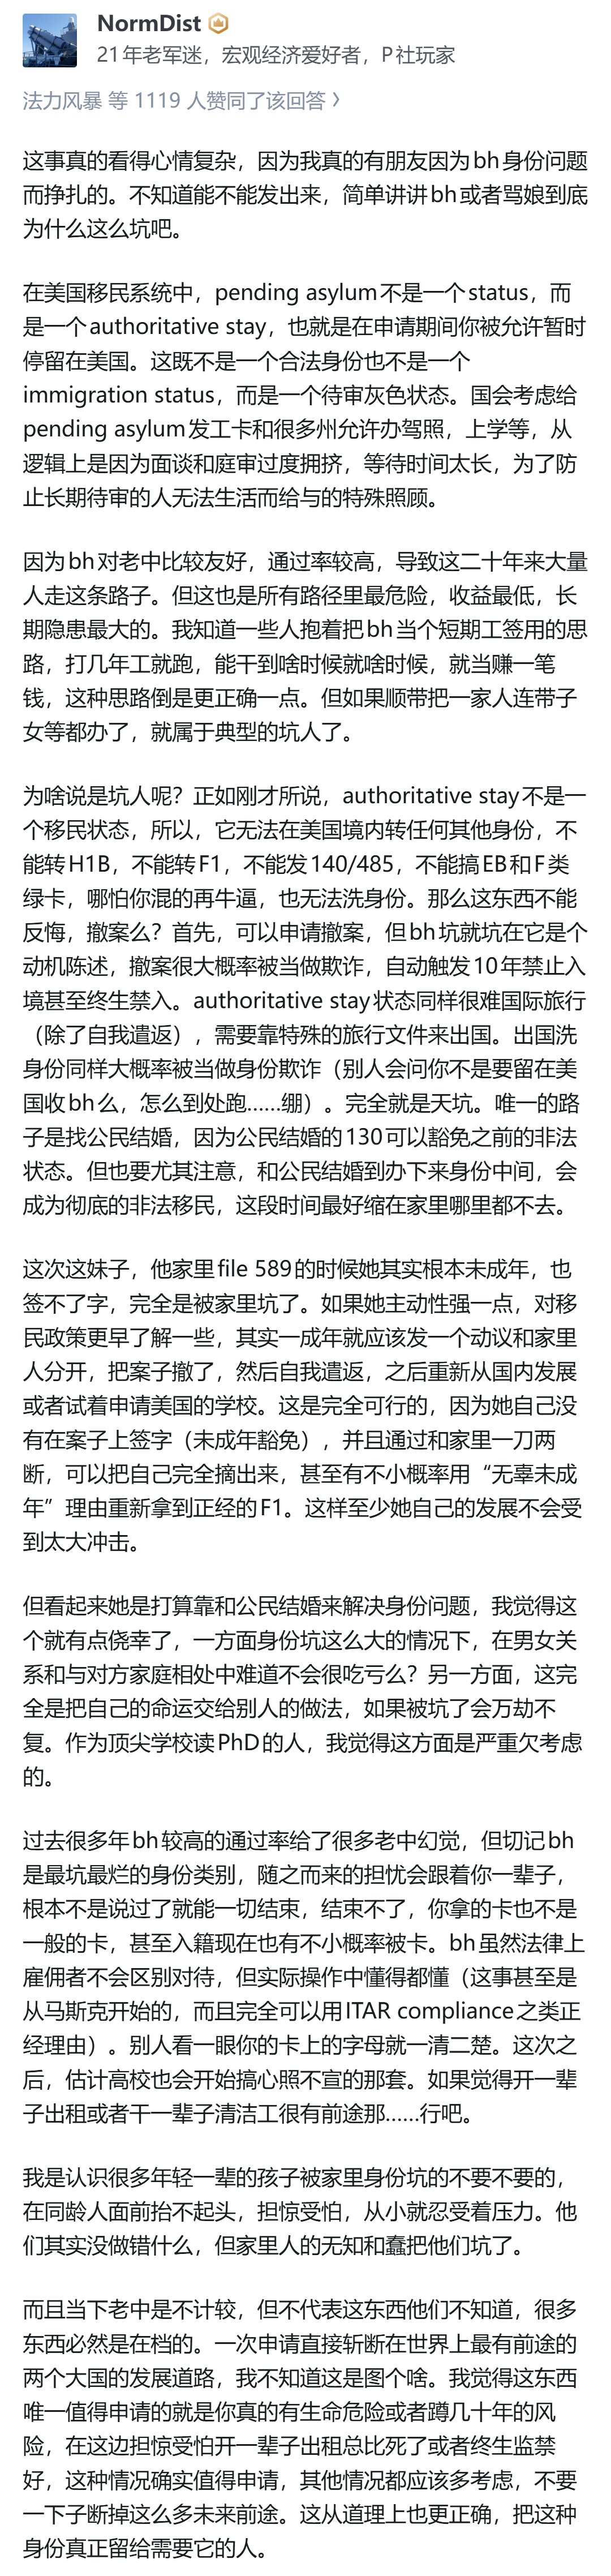 NormDist
21年老军迷，宏观经济爱好者，P社玩家
法力风暴 等 1119 人赞同了该回答 〉
这事真的看得心情复杂，因为我真的有朋友因为bh身份问题
而挣扎的。不知道能不能发出来，简单讲讲bh或者骂娘到底
为什么这么坑吧。
在美国移民系统中，pending asylum不是一个status，而
是一个authoritative stay，也就是在申请期间你被允许暂时
停留在美国。这既不是一个合法身份也不是一个
immigration status，而是一个待审灰色状态。国会考虑给
pending asylum发工卡和很多州允许办驾照，上学等，从
逻辑上是因为面谈和庭审过度拥挤，等待时间太长，为了防
止长期待审的人无法生活而给与的特殊照顾。
因为bh对老中比较友好，通过率较高，导致这二十年来大量
人走这条路子。但这也是所有路径里最危险，收益最低，长
期隐患最大的。我知道一些人抱着把bh当个短期工签用的思
路，打几年工就跑，能干到啥时候就啥时候，就当赚一笔
钱，这种思路倒是更正确一点。但如果顺带把一家人连带子
女等都办了，就属于典型的坑人了。
为啥说是坑人呢？正如刚才所说，authoritative stay不是一
个移民状态，所以，它无法在美国境内转任何其他身份，不
能转H1B，不能转F1，不能发140/485，不能搞EB和F类
绿卡，哪怕你混的再牛逼，也无法洗身份。那么这东西不能
反悔，撤案么？首先，可以申请撤案，但bh坑就坑在它是个
动机陈述，撤案很大概率被当做欺诈，自动触发10年禁止入
境甚至终生禁入。authoritative stay状态同样很难国际旅行
（除了自我遣返），需要靠特殊的旅行文件来出国。出国洗
身份同样大概率被当做身份欺诈（别人会问你不是要留在美
国收bh么，怎么到处跑……绷）。完全就是天坑。唯一的路
子是找公民结婚，因为公民结婚的130可以豁免之前的非法
状态。但也要尤其注意，和公民结婚到办下来身份中间，会
成为彻底的非法移民，这段时间最好缩在家里哪里都不去。
这次这妹子，他家里file 589的时候她其实根本未成年，也
签不了字，完全是被家里坑了。如果她主动性强一点，对移
民政策更早了解一些，其实一成年就应该发一个动议和家里
人分开，把案子撤了，然后自我遣返，之后重新从国内发展
或者试着申请美国的学校。这是完全可行的，因为她自己没
有在案子上签字（未成年豁免），并且通过和家里一刀两
断，可以把自己完全摘出来，甚至有不小概率用“无辜未成
年”理由重新拿到正经的F1。这样至少她自己的发展不会受
到太大冲击。
但看起来她是打算靠和公民结婚来解决身份问题，我觉得这
个就有点侥幸了，一方面身份坑这么大的情况下，在男女关
系和与对方家庭相处中难道不会很吃亏么？另一方面，这完
全是把自己的命运交给别人的做法，如果被坑了会万劫不
复。作为顶尖学校读PhD的人，我觉得这方面是严重欠考虑
的。
过去很多年bh较高的通过率给了很多老中幻觉，但切记bh
是最坑最烂的身份类别，随之而来的担忧会跟着你一辈子，
根本不是说过了就能一切结束，结束不了，你拿的卡也不是
一般的卡，甚至入籍现在也有不小概率被卡。bh虽然法律上
雇佣者不会区别对待，但实际操作中懂得都懂（这事甚至是
从马斯克开始的，而且完全可以用ITAR compliance之类正
经理由）。别人看一眼你的卡上的字母就一清二楚。这次之
后，估计高校也会开始搞心照不宣的那套。如果觉得开一辈
子出租或者干一辈子清洁工很有前途那……行吧。
我是认识很多年轻一辈的孩子被家里身份坑的不要不要的，
在同龄人面前抬不起头，担惊受怕，从小就忍受着压力。他
们其实没做错什么，但家里人的无知和蠢把他们坑了。
而且当下老中是不计较，但不代表这东西他们不知道，很多
东西必然是在档的。一次申请直接斩断在世界上最有前途的
两个大国的发展道路，我不知道这是图个啥。我觉得这东西
唯一值得申请的就是你真的有生命危险或者蹲几十年的风
险，在这边担惊受怕开一辈子出租总比死了或者终生监禁
好，这种情况确实值得申请，其他情况都应该多考虑，不要
一下子断掉这么多未来前途。这从道理上也更正确，把这种
身份真正留给需要它的人。